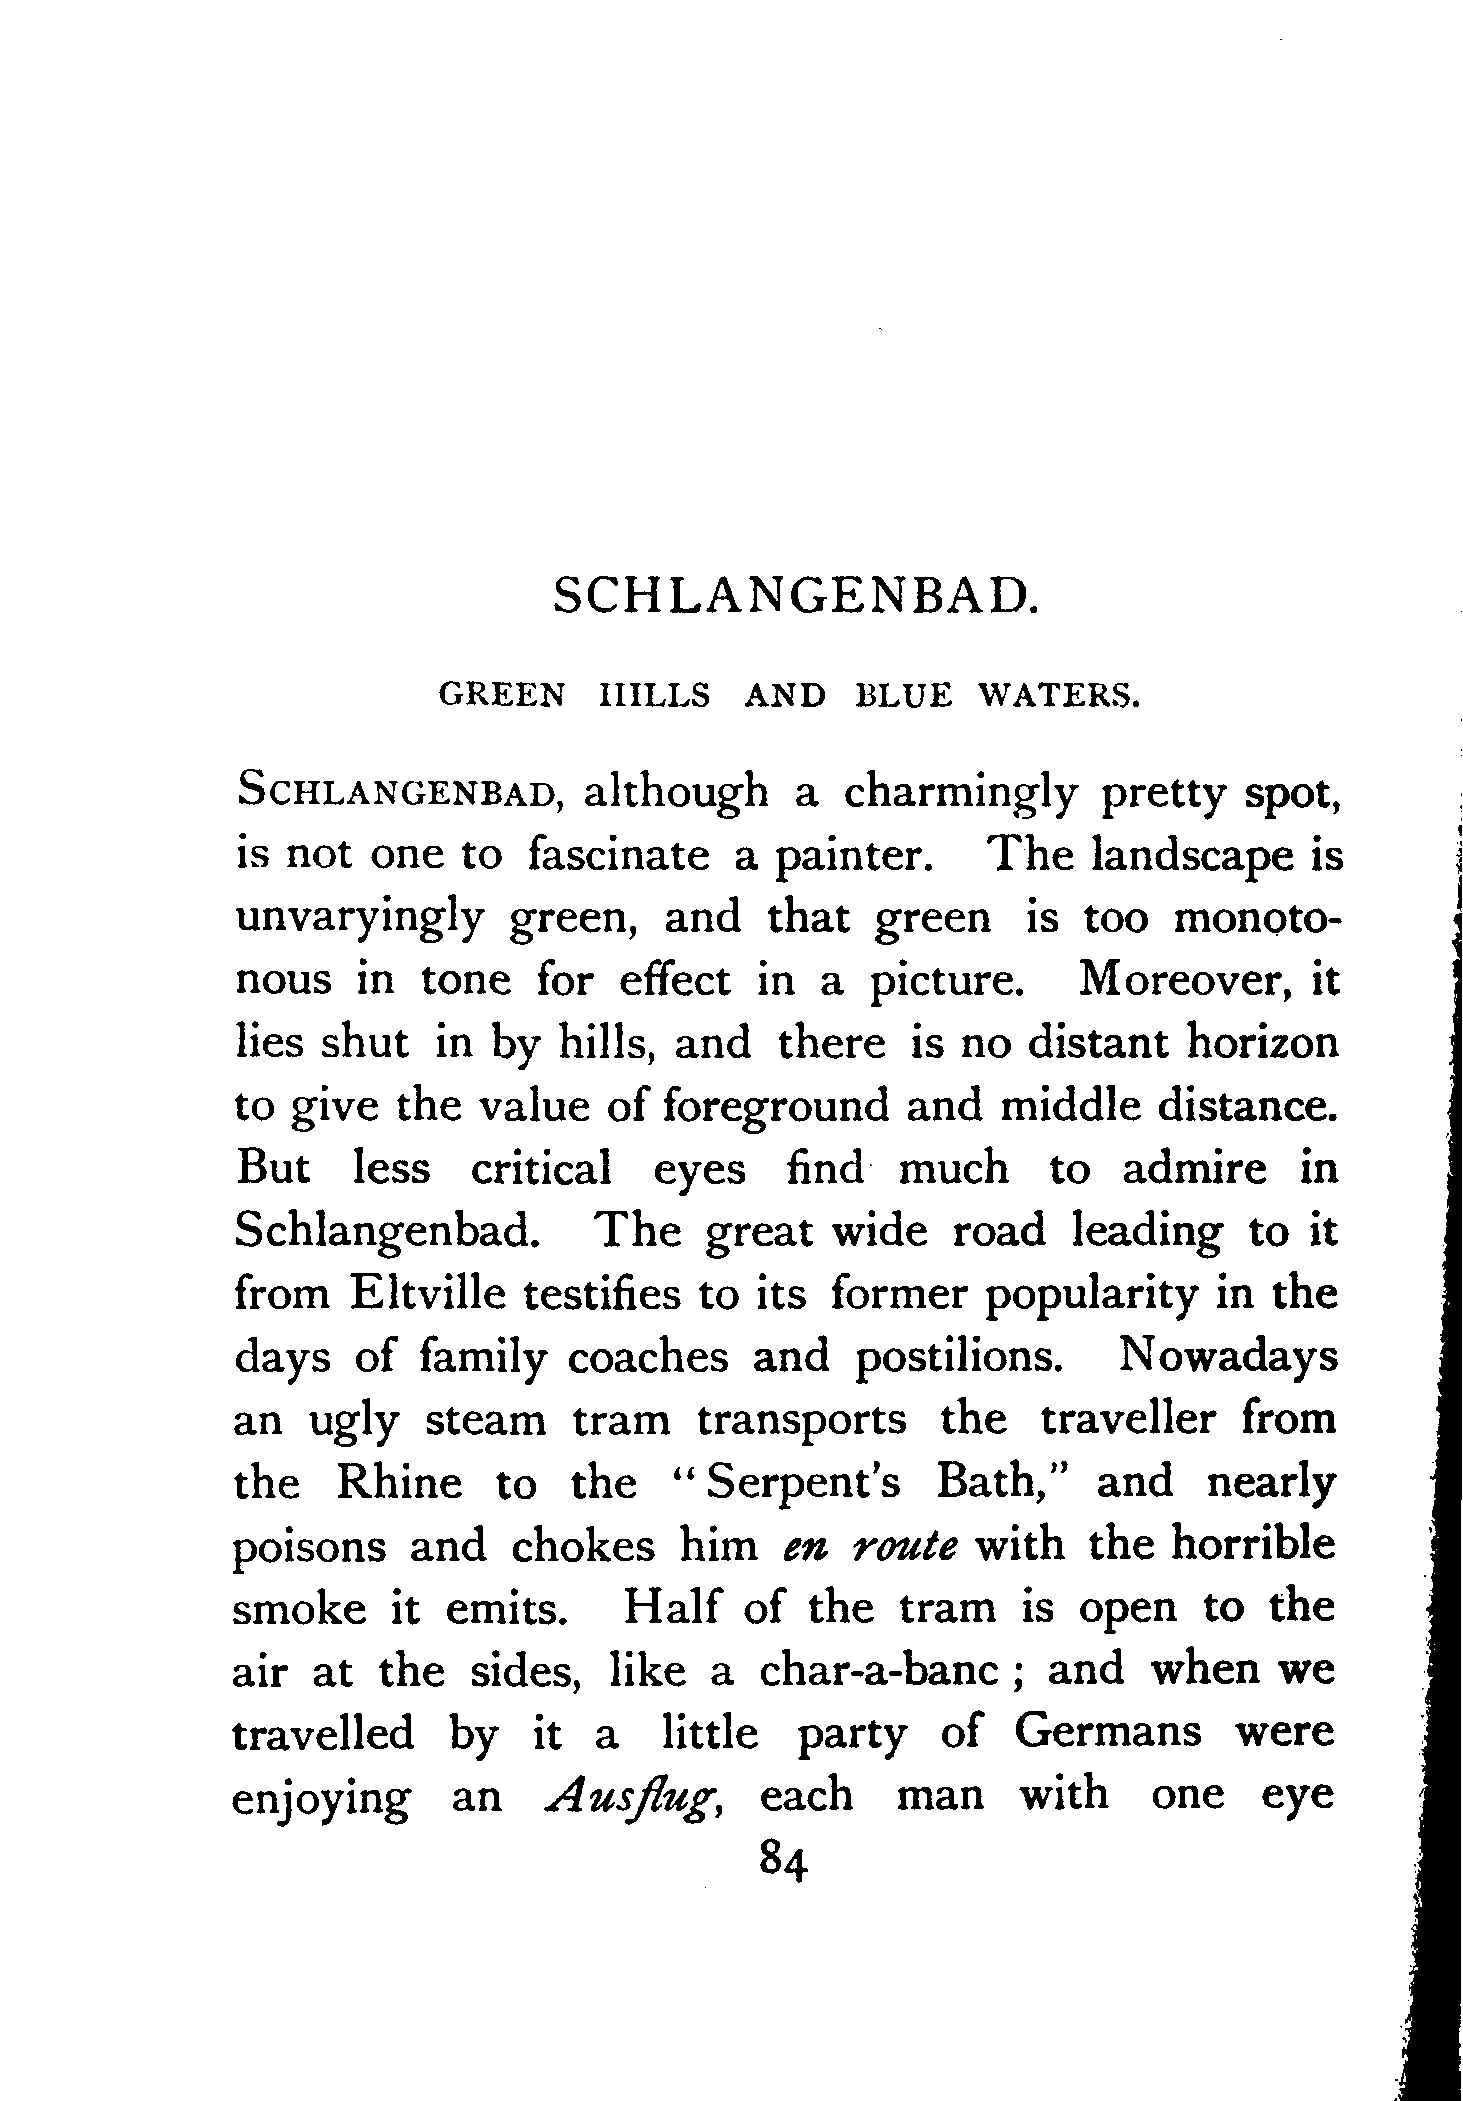 SCHLANGENBAD.
GREEN HILLS AND BLUE WATERS.
SCHLANGENBAD, although a charmingly pretty spot,
is not one to fascinate a painter. The landscape is
unvaryingly green, and that green is too monoto-
nous in tone for effect in a picture. Moreover, it
lies shut in by hills, and there is no distant horizon
to give the value of foreground and middle distance.
But less critical eyes find much to admire in
Schlangenbad. The great wide road leading to it
from Eltville testifies to its former popularity in the
days of family coaches and postilions. Nowadays
an ugly steam tram transports the traveller from
the Rhine to the "Serpent's Bath," and nearly
poisons and chokes him en route with the horrible
smoke it emits. Half of the tram is open to the
air at the sides, like a char-a-banc; and when we
travelled by it a little party of Germans were
enjoying an Ausflug, each man with one eye
84